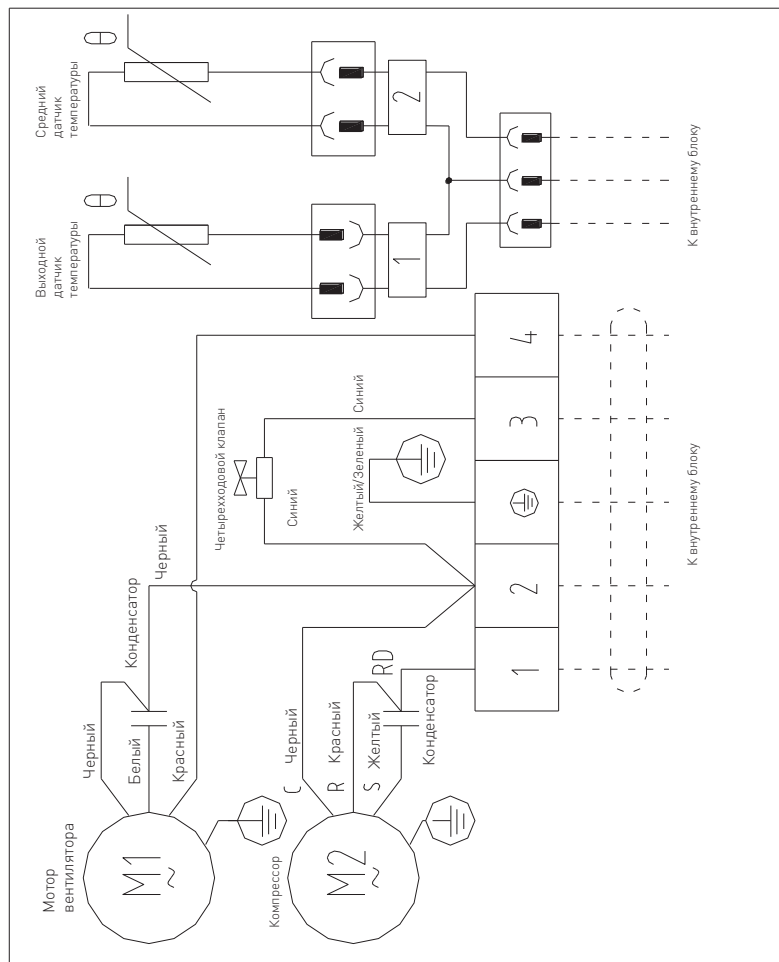 Средний
датчик
температуры
θ
2
Выходной
датчик
температуры
θ
1
К внутреннему блоку
Четырехходовой клапан
Синий
Синий
Желтый/Зеленый
Черный
Конденсатор
Черный
Белый
Красный
Мотор
вентилятора
M1
~
Компрессор
M2
~
C
Черный
R
Красный
S
Желтый
RD
Конденсатор
1
2
3
4
К внутреннему блоку